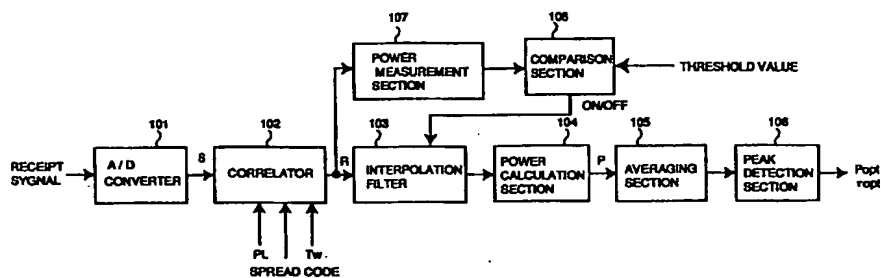 107
108
POWER
MEASUREMENT
SECTION
COMPARISON
SECTION
THRESHOLD VALUE
ON/OFF
101
102
103
104
105
106
RECEIPT
SYGNAL
A / D
CONVERTER
S
CORRELATOR
R
INTERPOLATION
FILTER
POWER
CALCULATION
SECTION
P
AVERAGING
SECTION
PEAK
DETECTION
SECTION
Popt
ropt
PL
Tw
SPREAD CODE